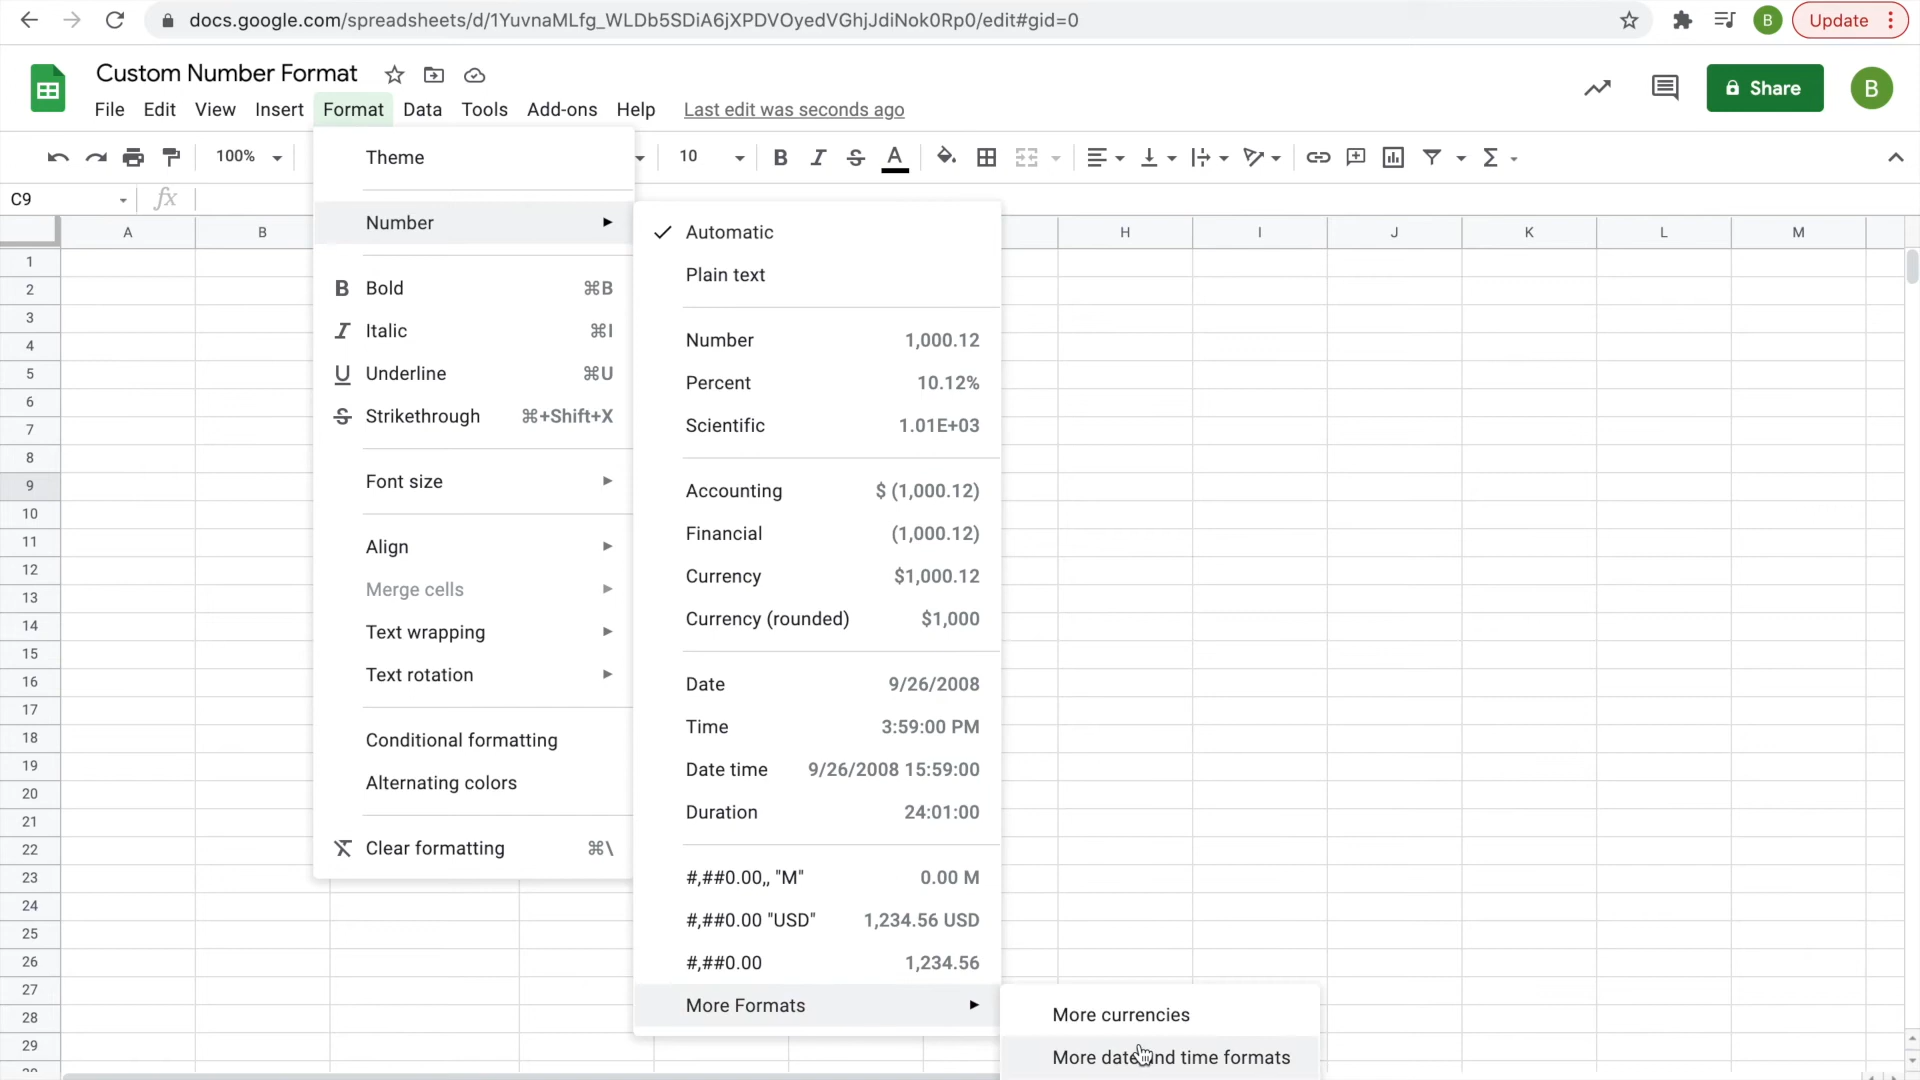 docs.google.com/spreadsheets/d/1YuvnaMLfg_WLDb5SDiA6jXPDVOyedVGhjJdiNok0Rp0/edit#gid=0
B
Update
Custom Number Format
File Edit View Insert Format Data Tools Add-ons Help Last edit was seconds ago
Share
B
100%
10
B I S A
Σ
C9
fx
A B H I J K L M
1
2
3
4
5
6
7
8
9
10
11
12
13
14
15
16
17
18
19
20
21
22
23
24
25
26
27
28
29
Theme
Number
B Bold ⌘B
I Italic ⌘I
U Underline ⌘U
S Strikethrough ⌘+Shift+X
Font size
Align
Merge cells
Text wrapping
Text rotation
Conditional formatting
Alternating colors
Clear formatting ⌘\
Automatic
Plain text
Number 1,000.12
Percent 10.12%
Scientific 1.01E+03
Accounting $ (1,000.12)
Financial (1,000.12)
Currency $1,000.12
Currency (rounded) $1,000
Date 9/26/2008
Time 3:59:00 PM
Date time 9/26/2008 15:59:00
Duration 24:01:00
#,##0.00,, "M" 0.00 M
#,##0.00 "USD" 1,234.56 USD
#,##0.00 1,234.56
More Formats
More currencies
More date and time formats